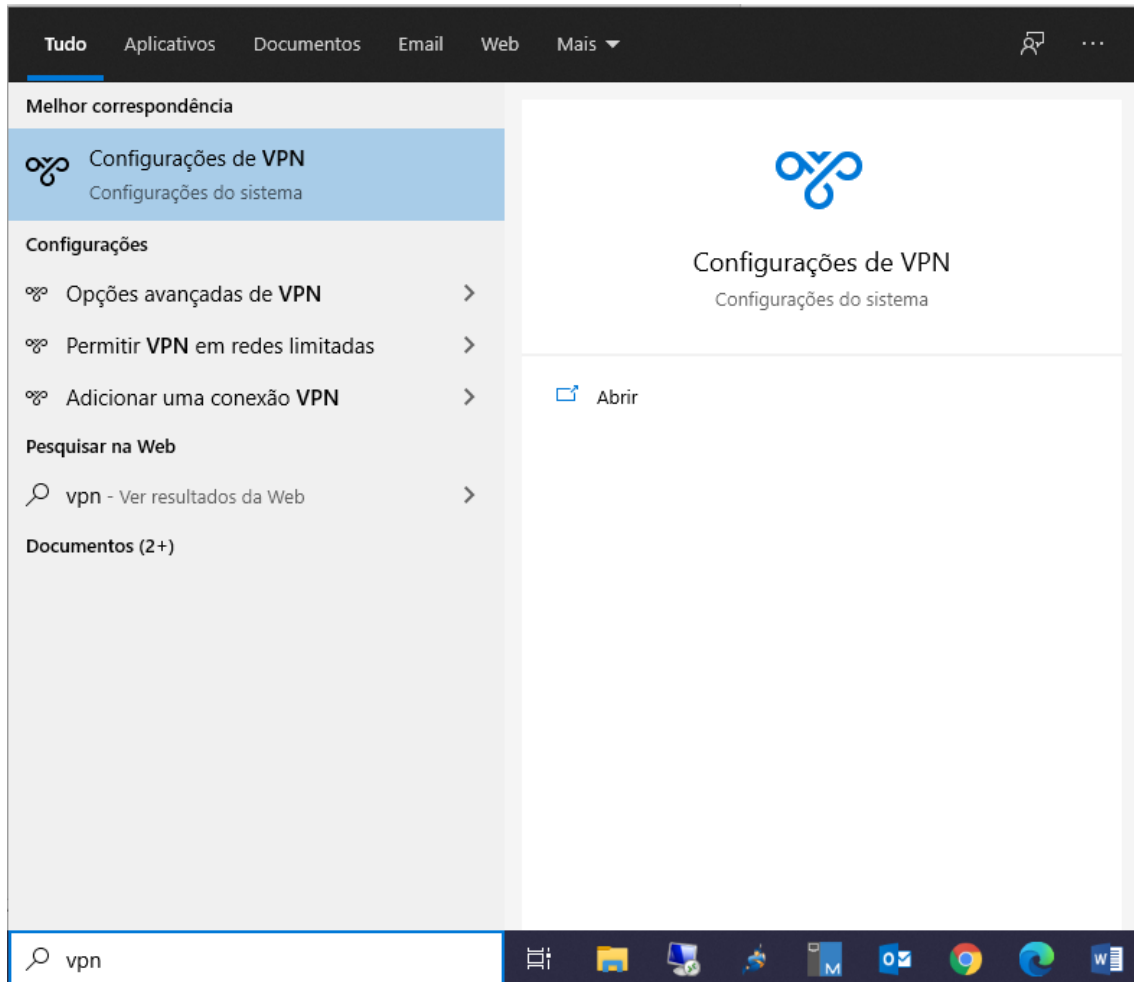 Tudo Aplicativos Documentos Email Web Mais
Melhor correspondência
Configurações de VPN
Configurações do sistema
Configurações
Opções avançadas de VPN
Permitir VPN em redes limitadas
Adicionar uma conexão VPN
Pesquisar na Web
vpn - Ver resultados da Web
Documentos (2+)
Configurações de VPN
Configurações do sistema
Abrir
vpn